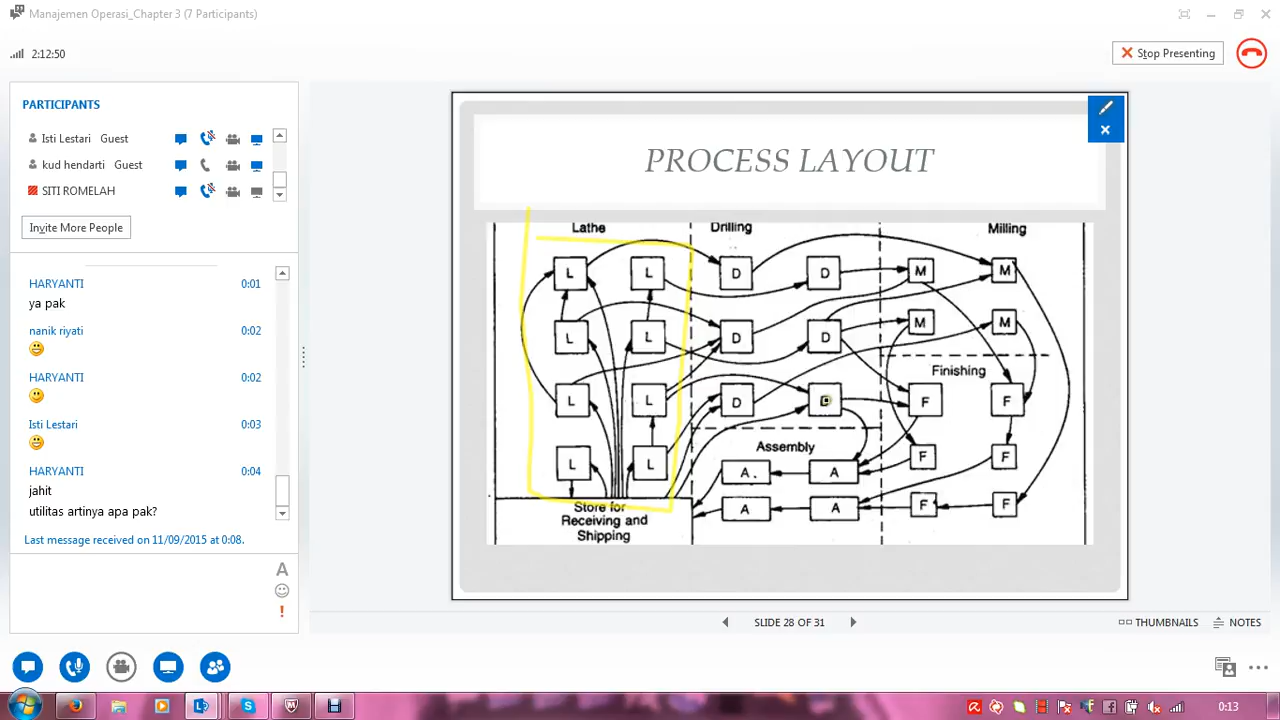 Manajemen Operasi_Chapter 3 (7 Participants)
2:12:50
Stop Presenting
PARTICIPANTS
Isti Lestari Guest
kud hendarti Guest
SITI ROMELAH
Invite More People
HARYANTI 0:01
ya pak
nanik riyati 0:02
HARYANTI 0:02
Isti Lestari 0:03
HARYANTI 0:04
jahit
utilitas artinya apa pak?
Last message received on 11/09/2015 at 0:08.
A
!
PROCESS LAYOUT
Lathe Drilling Milling
L L D D M M
L L D D M M
Finishing
L L D D F F
Assembly
L L A A F F
A A F F
Store for
Receiving and
Shipping
SLIDE 28 OF 31
THUMBNAILS NOTES
0:13